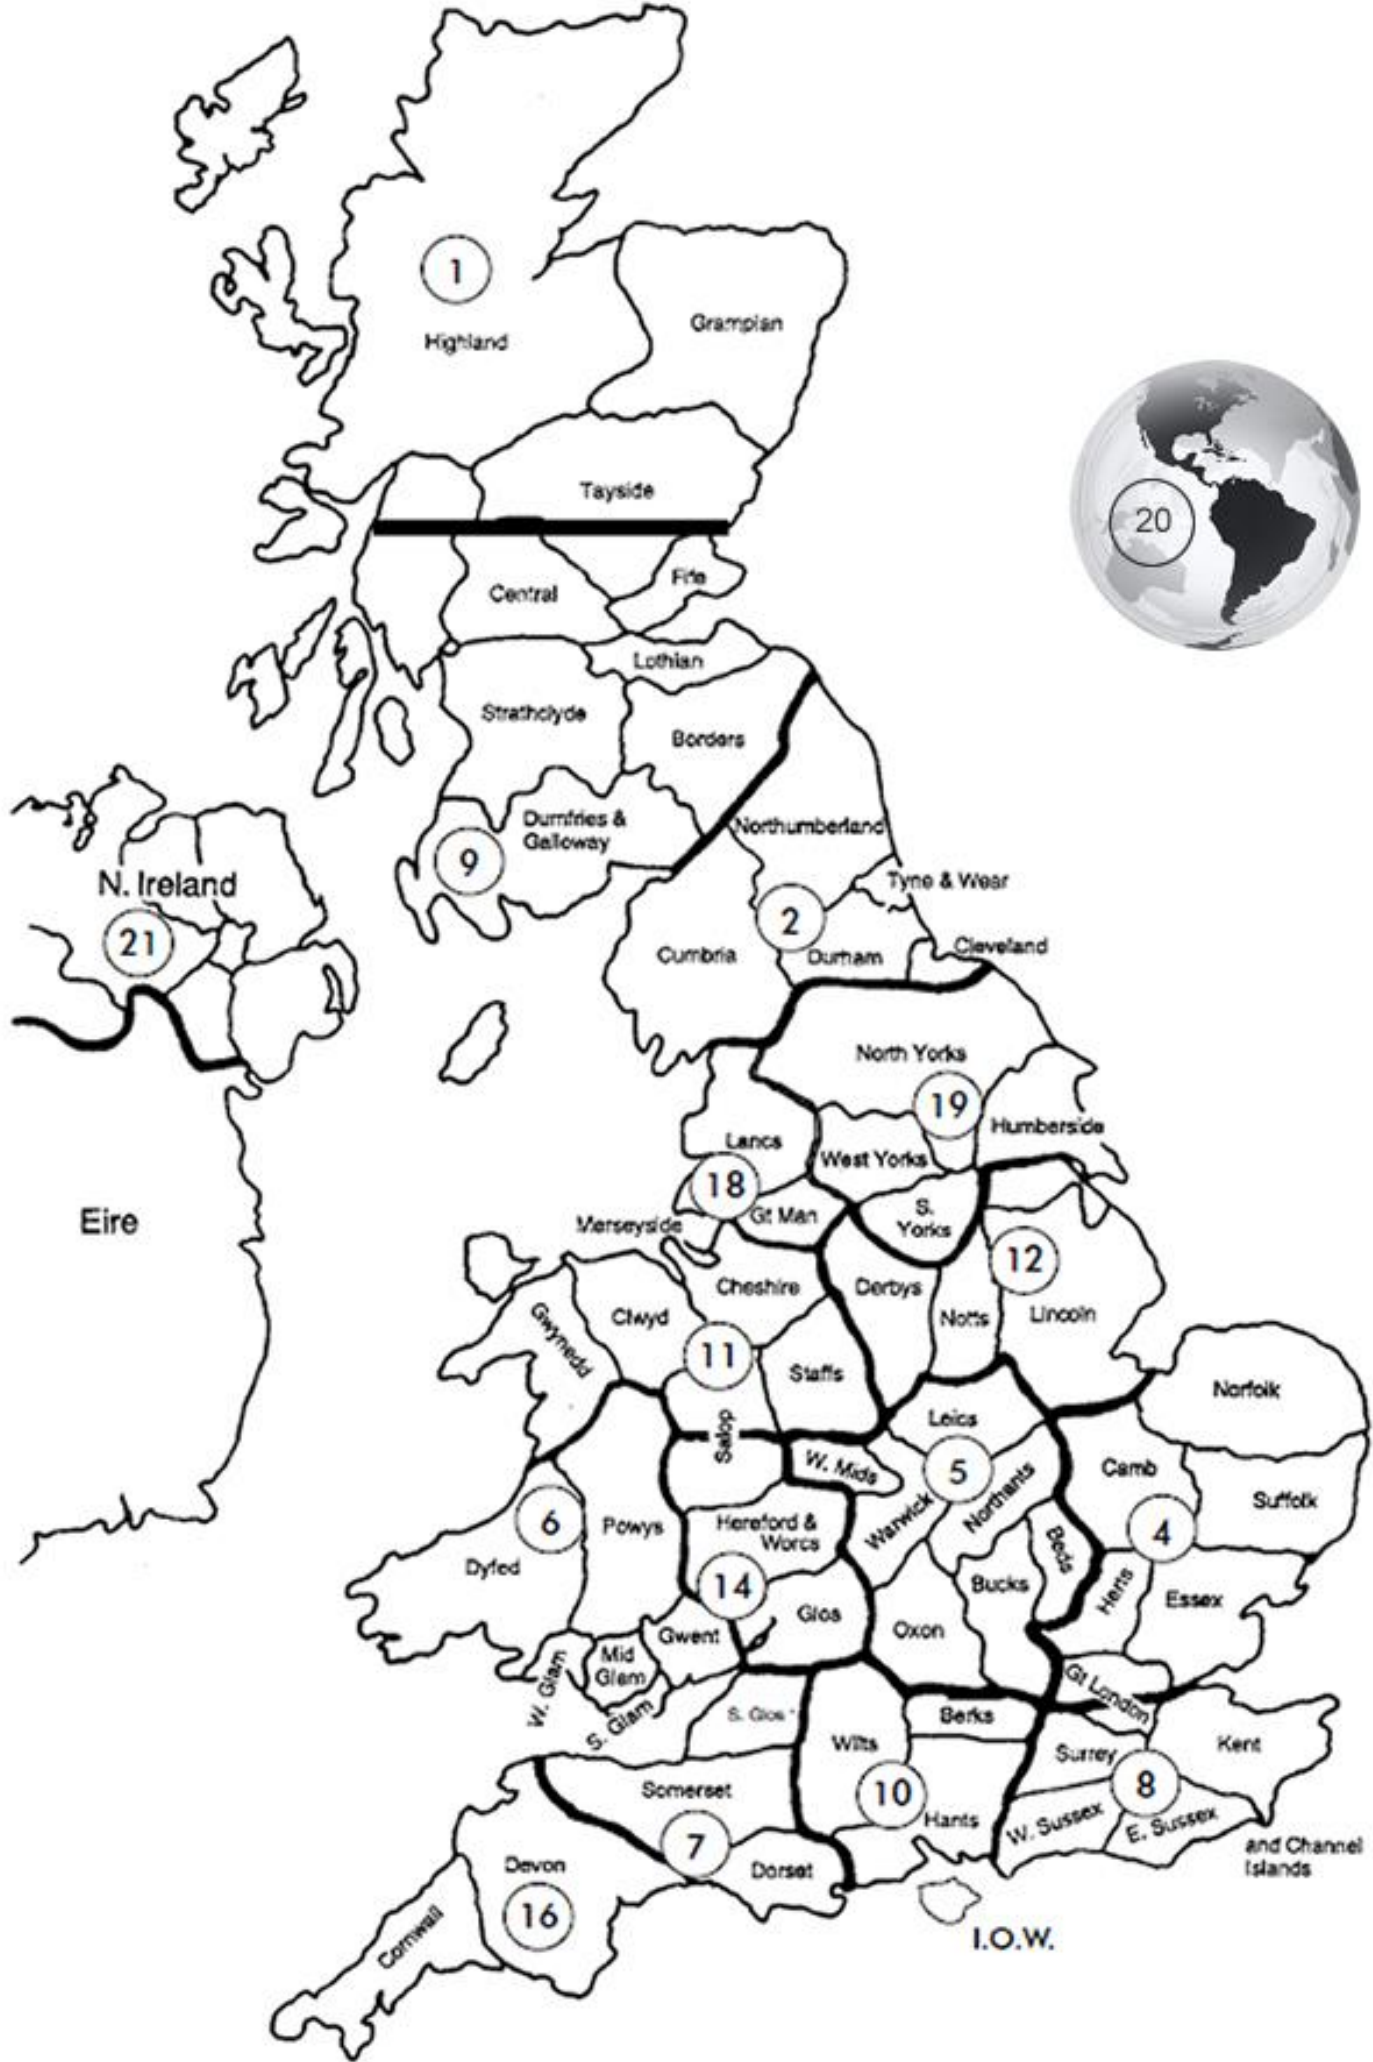 1
Highland
Grampian
Tayside
20
Central
Fife
Lothian
Strathclyde
Borders
Dumfries &
Galloway
9
Northumberland
Tyne & Wear
N. Ireland
21
2
Cumbria
Durham
Cleveland
North Yorks
19
Humberside
Lancs
West Yorks
18
Gt Man
S.
Yorks
Merseyside
Eire
12
Cheshire
Derbys
Clwyd
Notts
Lincoln
Gwynedd
11
Staffs
Norfolk
Leics
Salop
W. Mids
5
Camb
Northants
Suffolk
6
Powys
Hereford &
Worcs
Warwick
4
Beds
Dyfed
14
Bucks
Herts
Essex
Glos
Oxon
Gwent
Mid
Glam
W. Glam
Gt London
S. Glam
S. Glos
Berks
Wilts
Surrey
Kent
Somerset
10
8
Hants
W. Sussex
E. Sussex
7
and Channel
Islands
Devon
Dorset
16
Cornwall
I.O.W.